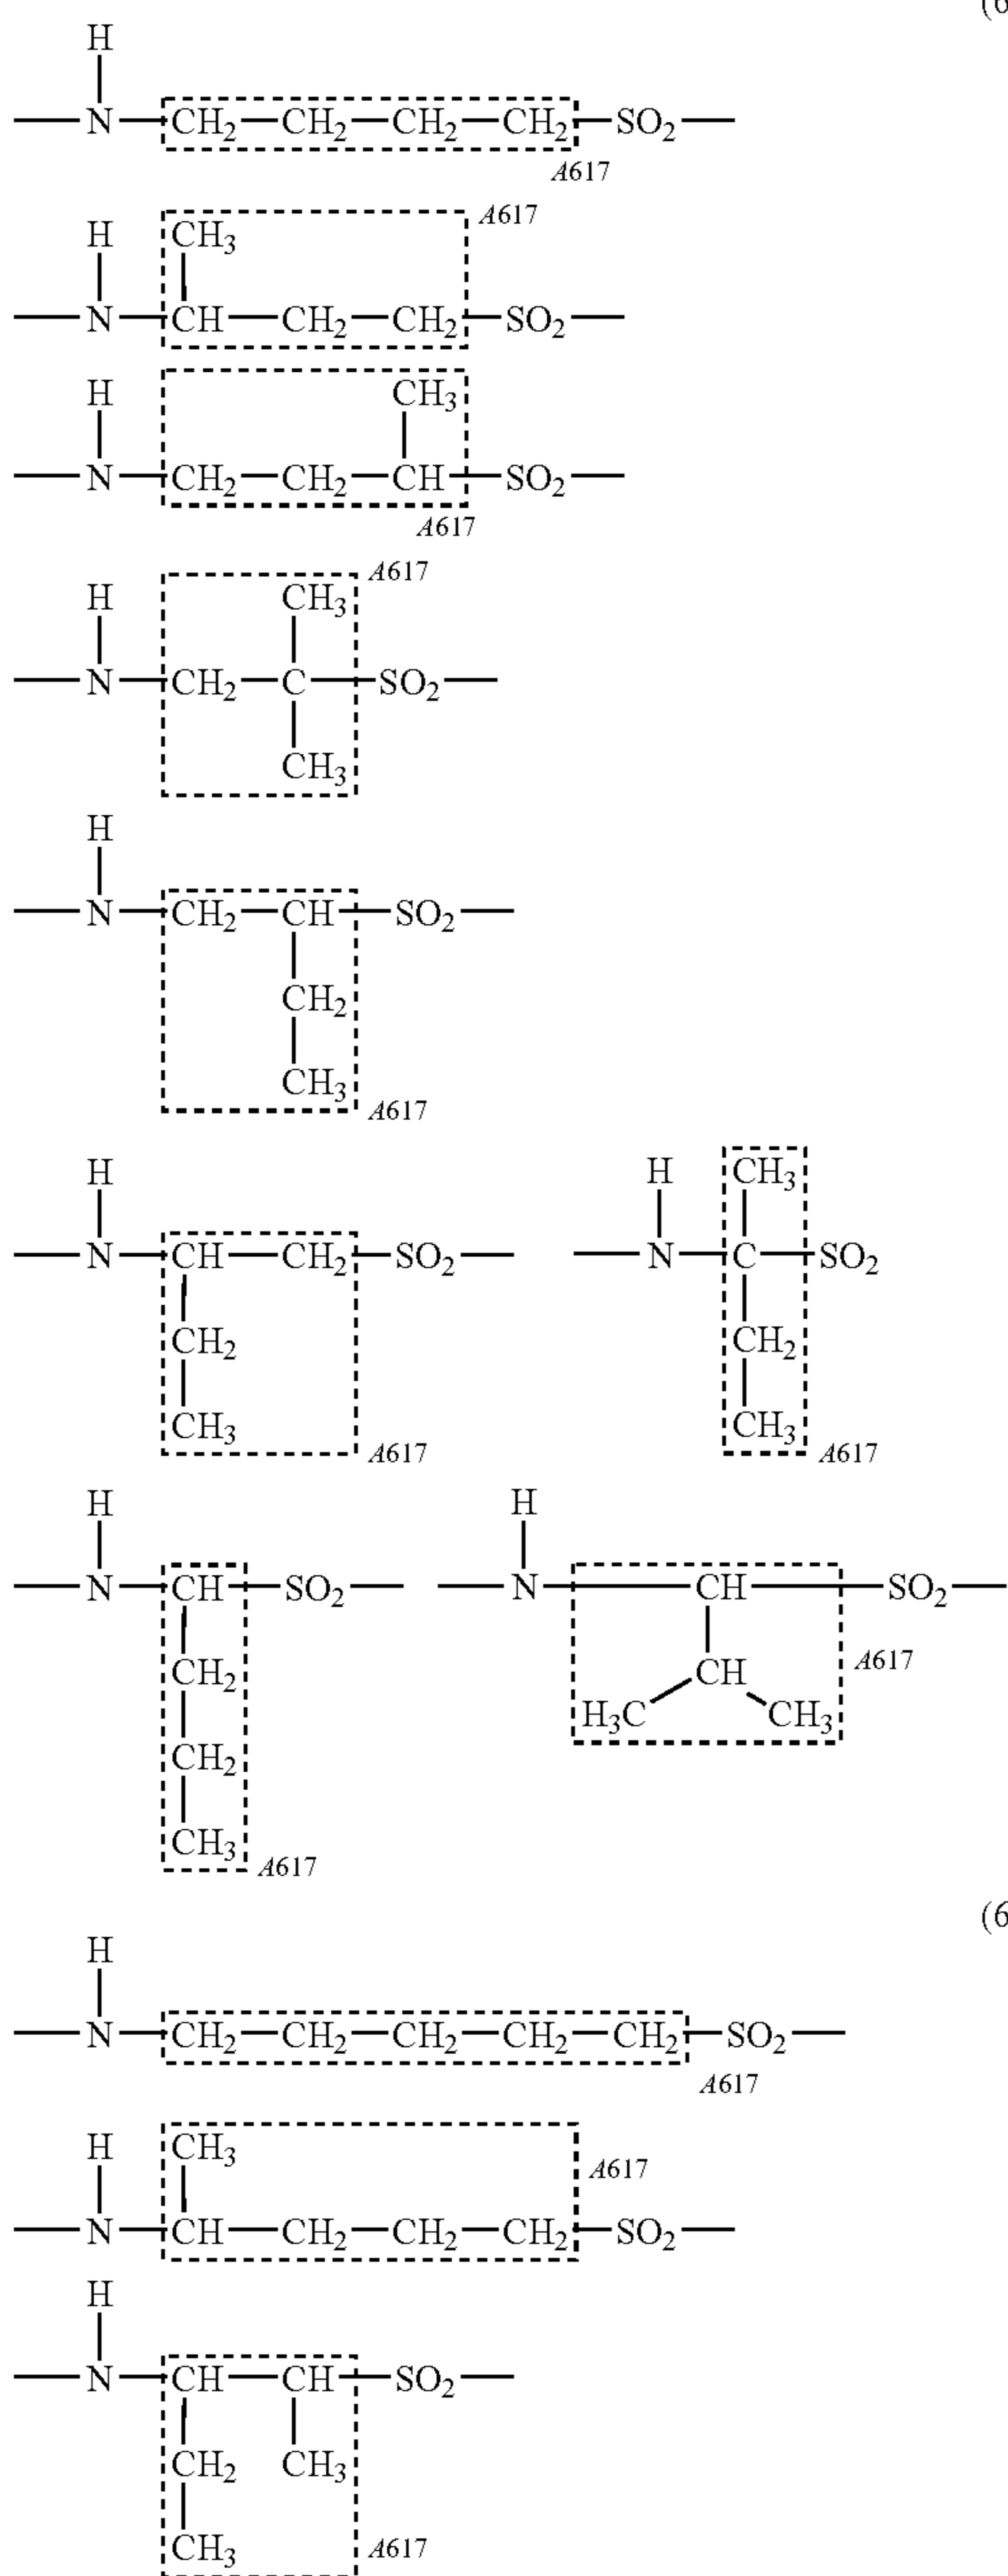 (6
H
—N—CH₂—CH₂—CH₂—CH₂—SO₂—
A617
A617
H CH₃
—N—CH—CH₂—CH₂—SO₂—
H CH₃
—N—CH₂—CH₂—CH—SO₂—
A617
A617
H CH₃
—N—CH₂—C—SO₂—
CH₃
H
—N—CH₂—CH—SO₂—
CH₂
CH₃
A617
H H CH₃
—N—CH—CH₂—SO₂— —N—C—SO₂
CH₂ CH₂
CH₃ CH₃
A617 A617
H H
—N—CH—SO₂— —N—CH—SO₂—
CH₂ CH A617
H₃C CH₃
CH₂
CH₃
A617
(6
H
—N—CH₂—CH₂—CH₂—CH₂—CH₂—SO₂—
A617
H CH₃
A617
—N—CH—CH₂—CH₂—CH₂—SO₂—
H
—N—CH—CH—SO₂—
CH₂ CH₃
CH₃ A617